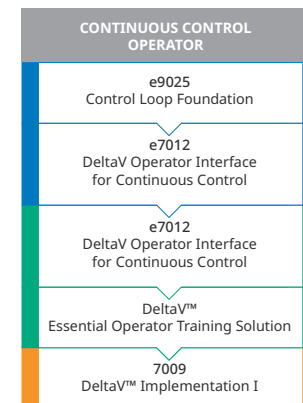 CONTINUOUS CONTROL
OPERATOR
e9025
Control Loop Foundation
e7012
DeltaV Operator Interface
for Continuous Control
e7012
DeltaV Operator Interface
for Continuous Control
DeltaV™
Essential Operator Training Solution
7009
DeltaV™ Implementation I